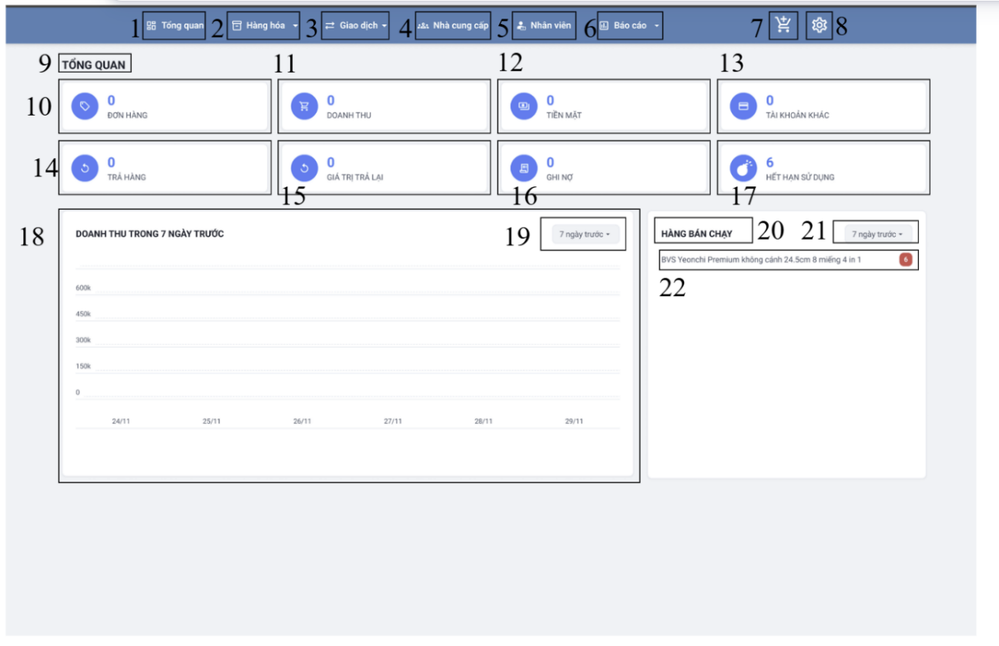 1 Tổng quan 2 Hàng hóa 3 Giao dịch 4 Nhà cung cấp 5 Nhân viên 6 Báo cáo 7 8
9 TỔNG QUAN 11 12 13
10 0 0 0 0
ĐƠN HÀNG DOANH THU TIỀN MẶT TÀI KHOẢN KHÁC
14 0 0 0 6
TRẢ HÀNG GIÁ TRỊ TRẢ LẠI GHI NỢ HẾT HẠN SỬ DỤNG
15 16 17
18 DOANH THU TRONG 7 NGÀY TRƯỚC 19 7 ngày trước
600k
450k
300k
150k
0
24/11 25/11 26/11 27/11 28/11 29/11
HÀNG BÁN CHẠY 20 21 7 ngày trước
BVS Yeonchi Premium không cánh 24.5cm 8 miếng 4 in 1 6
22